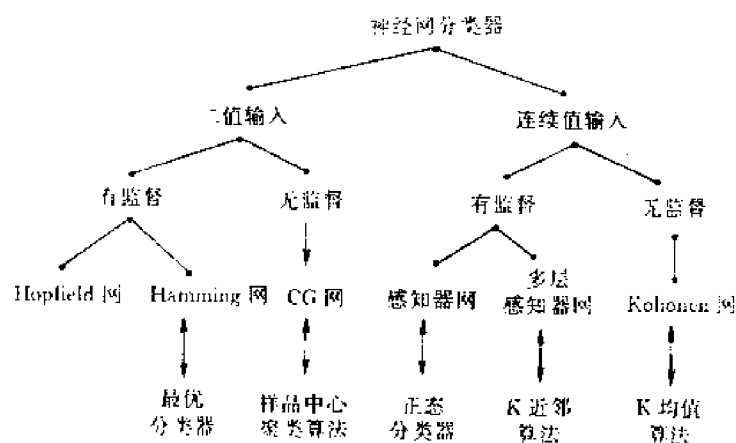 神经网分类器
二值输入
连续值输入
有监督
无监督
有监督
无监督
Hopfield 网
Hamming 网
CG 网
感知器网
多层
感知器网
Kohonen 网
最优
分类器
样品中心
聚类算法
正态
分类器
K 近邻
算法
K 均值
算法